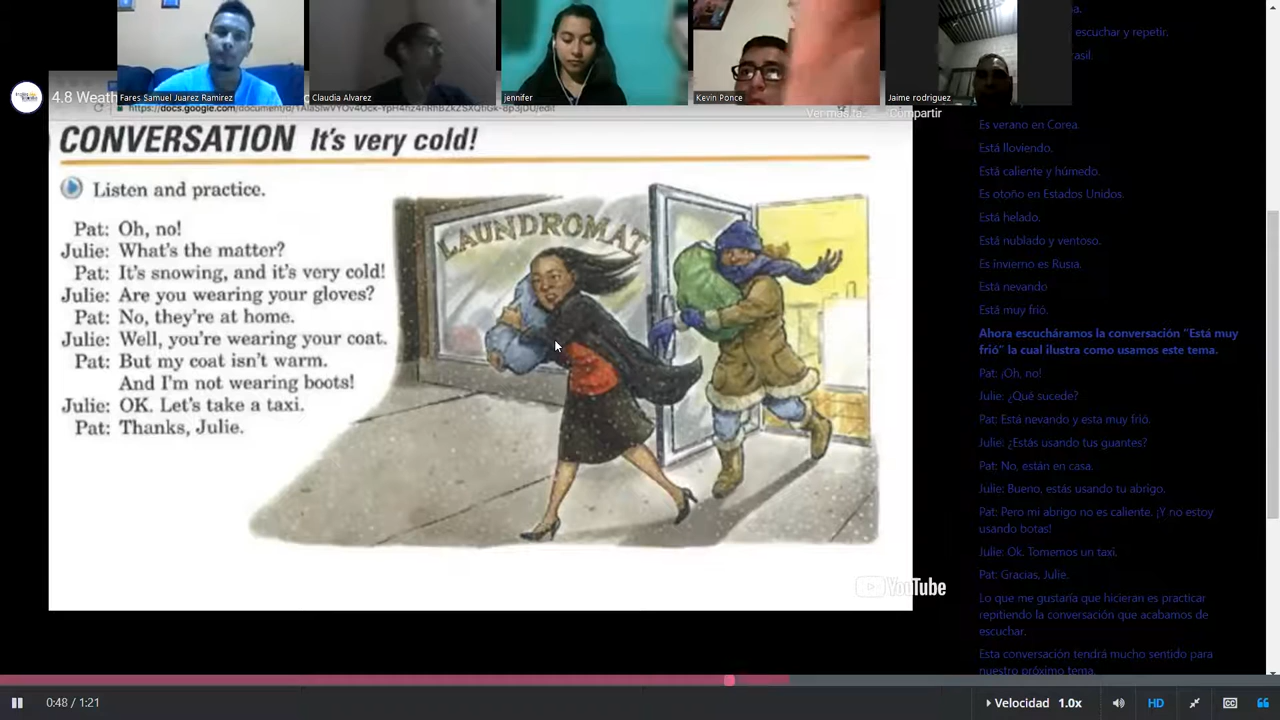 Fares Samuel Juarez Ramirez
Claudia Alvarez
jennifer
Kevin Ponce
Jaime rodriguez
4.8 Weath
Ver más ta...
Compartir
CONVERSATION It's very cold!
Listen and practice.
Pat: Oh, no!
Julie: What's the matter?
Pat: It's snowing, and it's very cold!
Julie: Are you wearing your gloves?
Pat: No, they're at home.
Julie: Well, you're wearing your coat.
Pat: But my coat isn't warm.
And I'm not wearing boots!
Julie: OK. Let's take a taxi.
Pat: Thanks, Julie.
LAUNDROMAT
YouTube
escuchar y repetir.
Es verano en Corea.
Está lloviendo.
Está caliente y húmedo.
Es otoño en Estados Unidos.
Está helado.
Está nublado y ventoso.
Es invierno es Rusia.
Está nevando
Está muy frió.
Ahora escucháramos la conversación “Está muy
frió” la cual ilustra como usamos este tema.
Pat: ¡Oh, no!
Julie: ¿Qué sucede?
Pat: Está nevando y esta muy frió.
Julie: ¿Estás usando tus guantes?
Pat: No, están en casa.
Julie: Bueno, estás usando tu abrigo.
Pat: Pero mi abrigo no es caliente. ¡Y no estoy
usando botas!
Julie: Ok. Tomemos un taxi.
Pat: Gracias, Julie.
Lo que me gustaría que hicieran es practicar
repitiendo la conversación que acabamos de
escuchar.
Esta conversación tendrá mucho sentido para
nuestro próximo tema.
0:48 / 1:21
Velocidad 1.0x
HD
CC